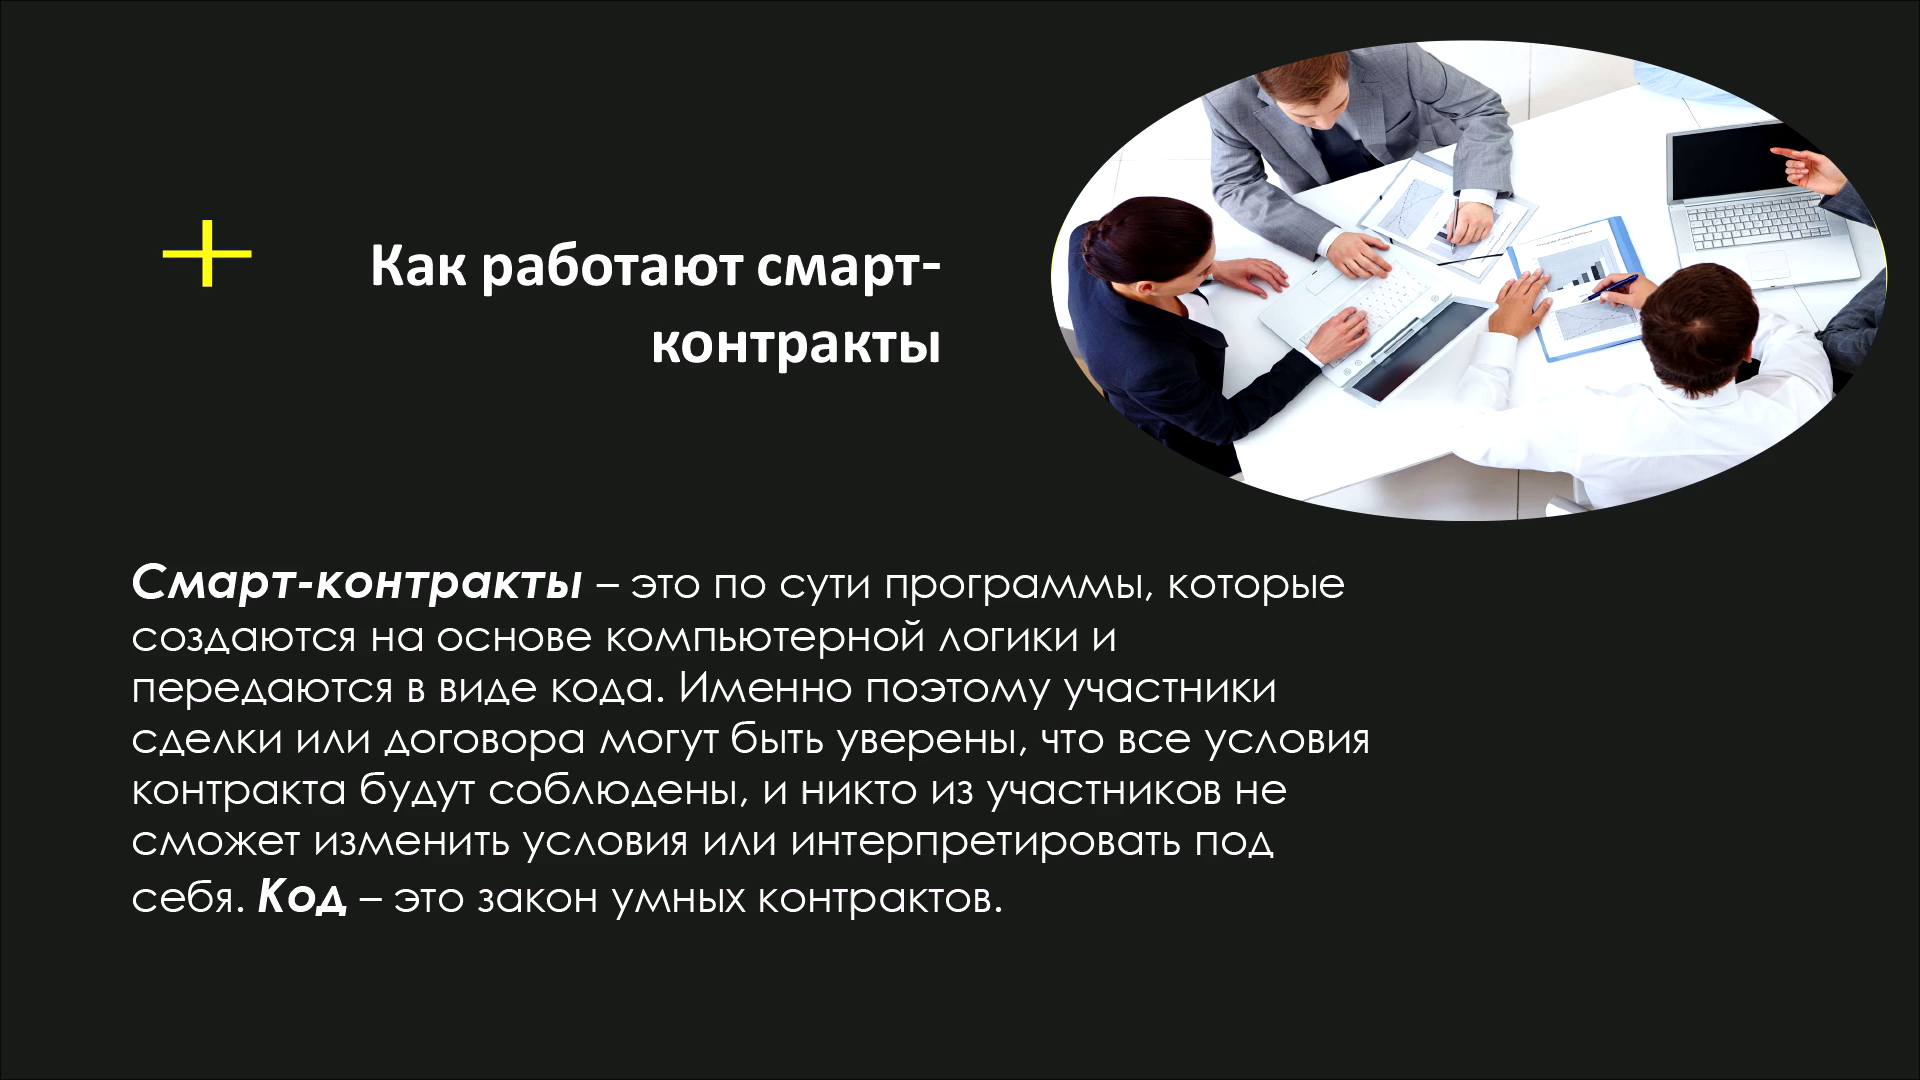 Как работают смарт-
контракты
Смарт-контракты – это по сути программы, которые
создаются на основе компьютерной логики и
передаются в виде кода. Именно поэтому участники
сделки или договора могут быть уверены, что все условия
контракта будут соблюдены, и никто из участников не
сможет изменить условия или интерпретировать под
себя. Код – это закон умных контрактов.